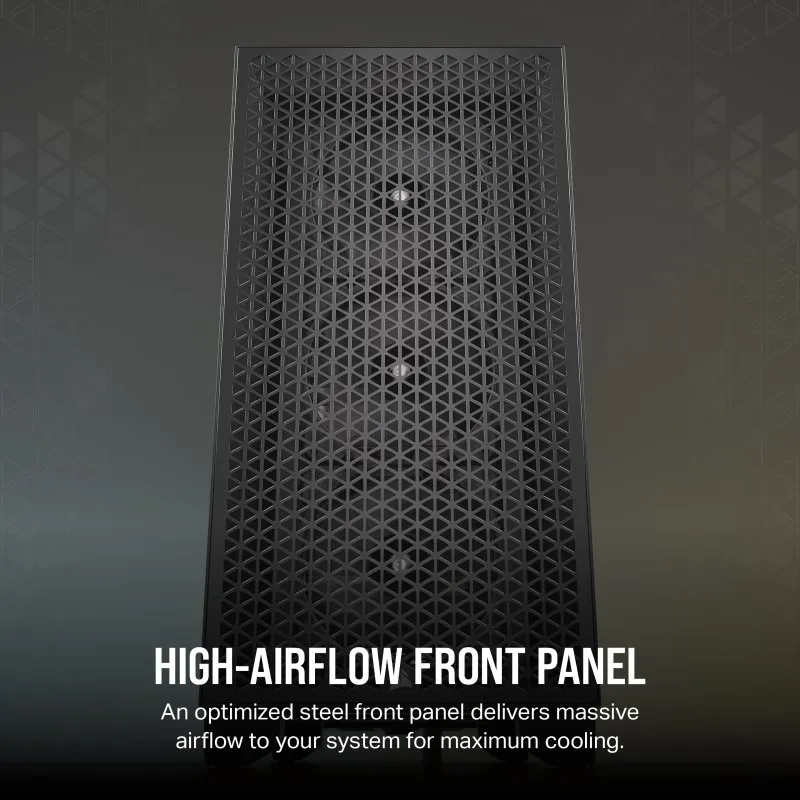 HIGH-AIRFLOW FRONT PANEL
An optimized steel front panel delivers massive
airflow to your system for maximum cooling.